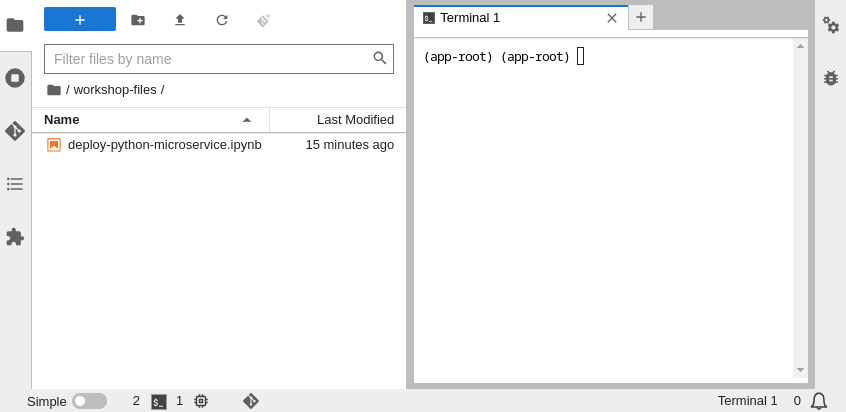 Terminal 1
Filter files by name
/ workshop-files /
Name Last Modified
deploy-python-microservice.ipynb 15 minutes ago
(app-root) (app-root)
Simple 2 1 Terminal 1 0